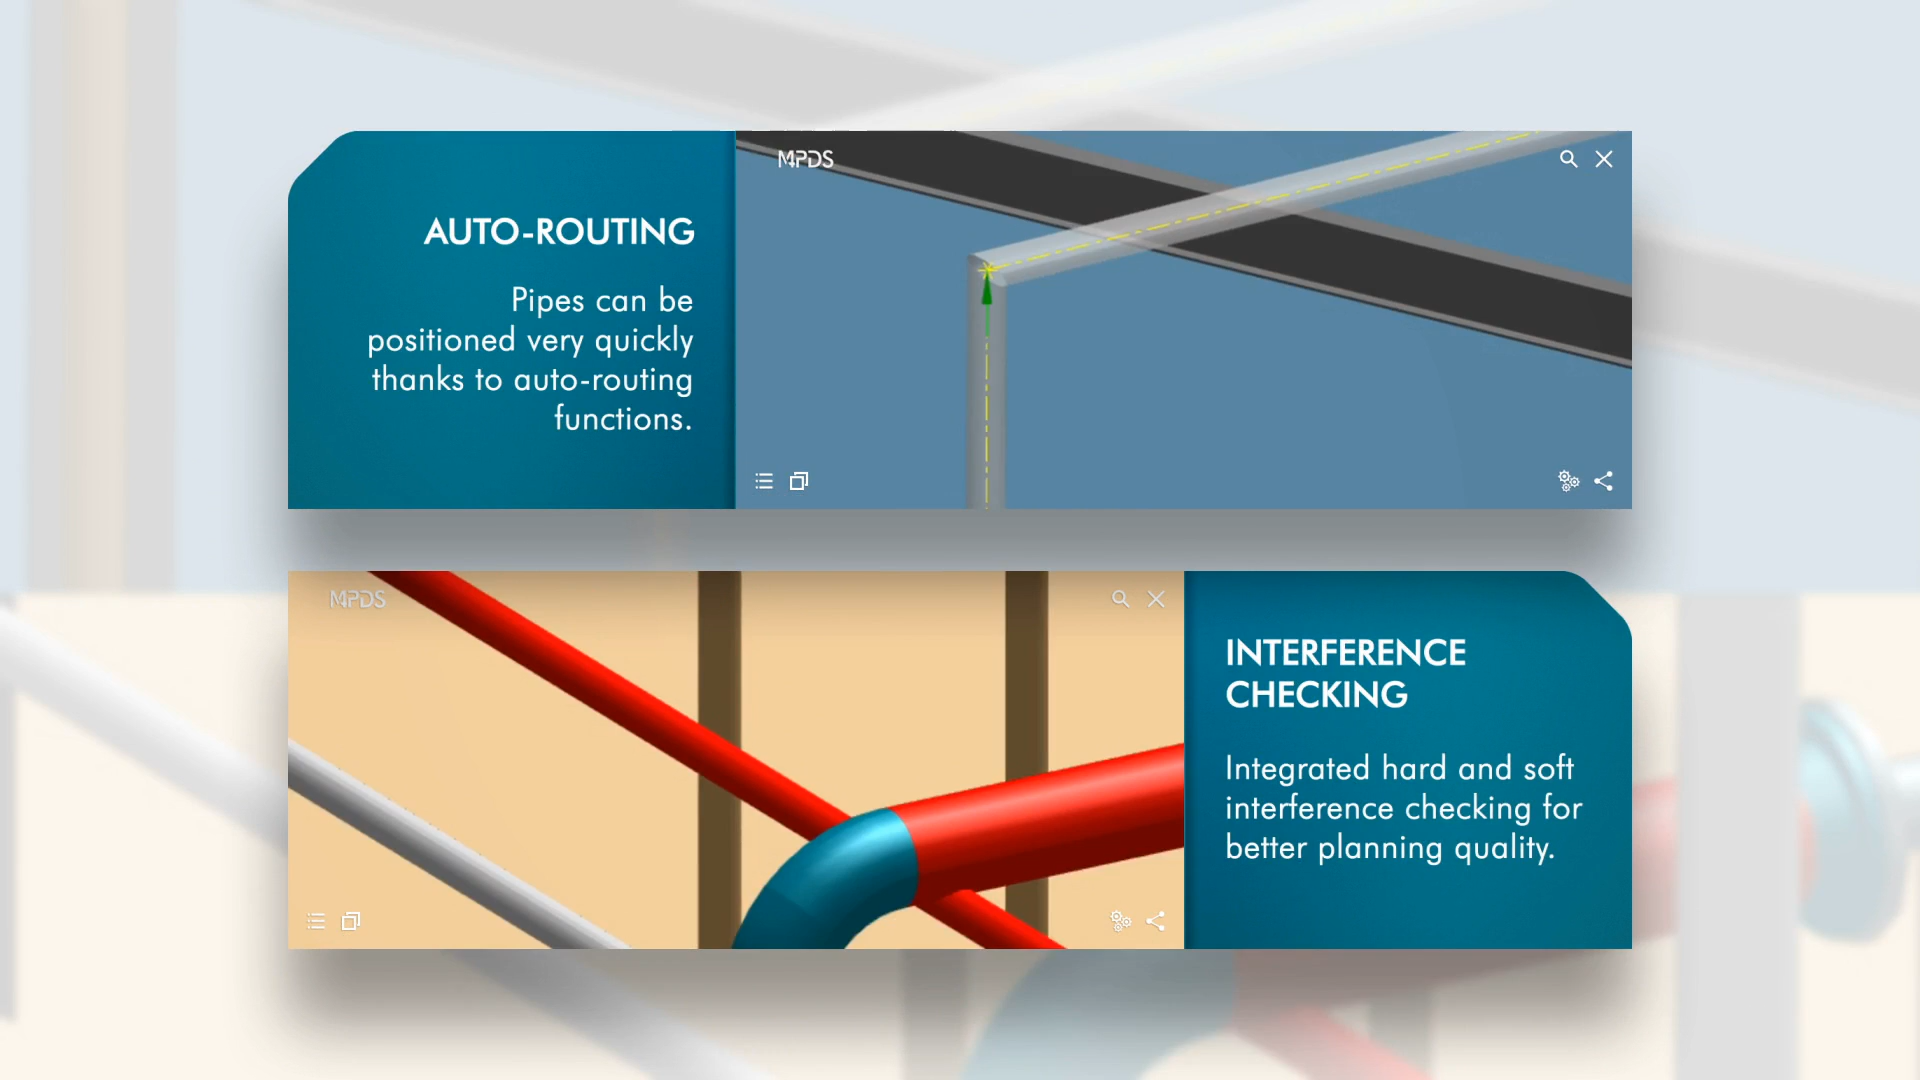 MPDS
AUTO-ROUTING
Pipes can be
positioned very quickly
thanks to auto-routing
functions.
MPDS
INTERFERENCE
CHECKING
Integrated hard and soft
interference checking for
better planning quality.